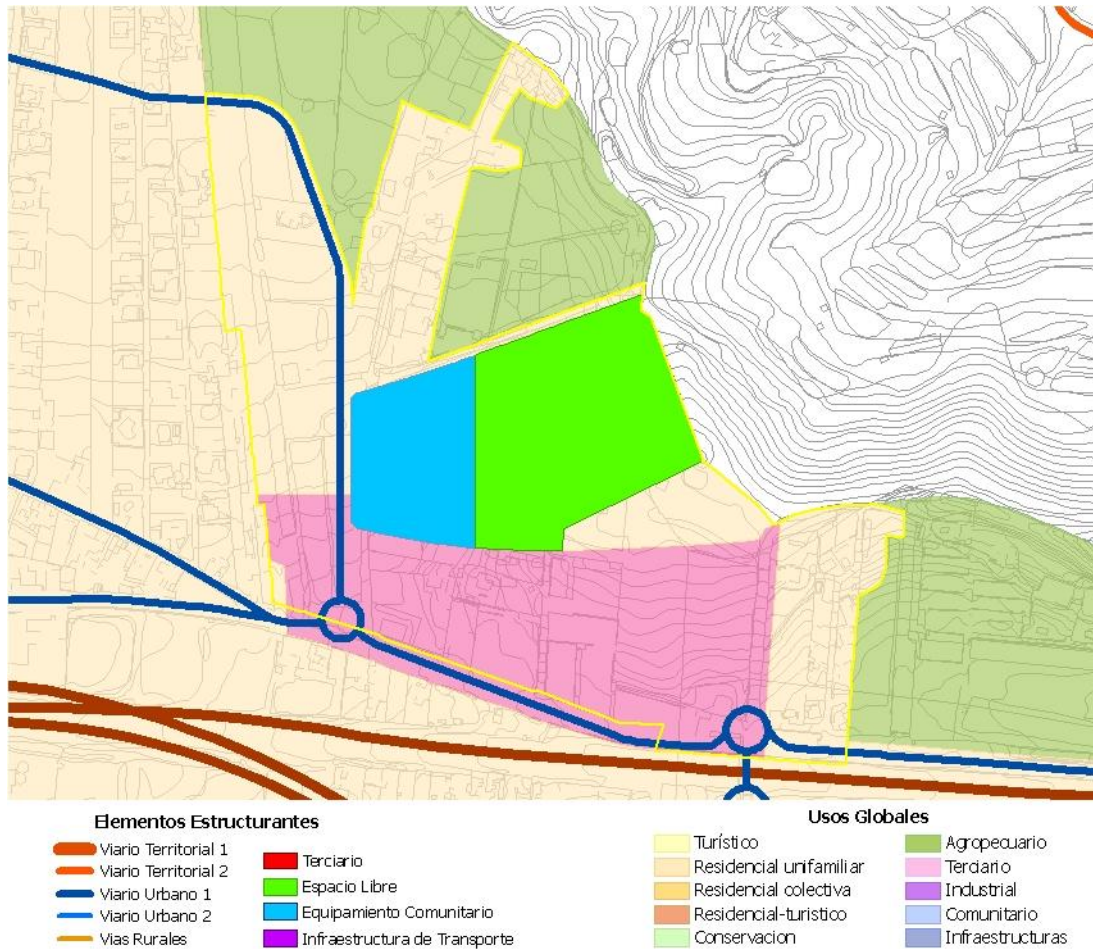 Elementos Estructurantes
Viario Territorial 1
Viario Territorial 2
Viario Urbano 1
Viario Urbano 2
Vias Rurales
Terciario
Espacio Libre
Equipamiento Comunitario
Infraestructura de Transporte
Usos Globales
Turístico
Residencial unifamiliar
Residencial colectiva
Residencial-turistico
Conservacion
Agropecuario
Terciario
Industrial
Comunitario
Infraestructuras